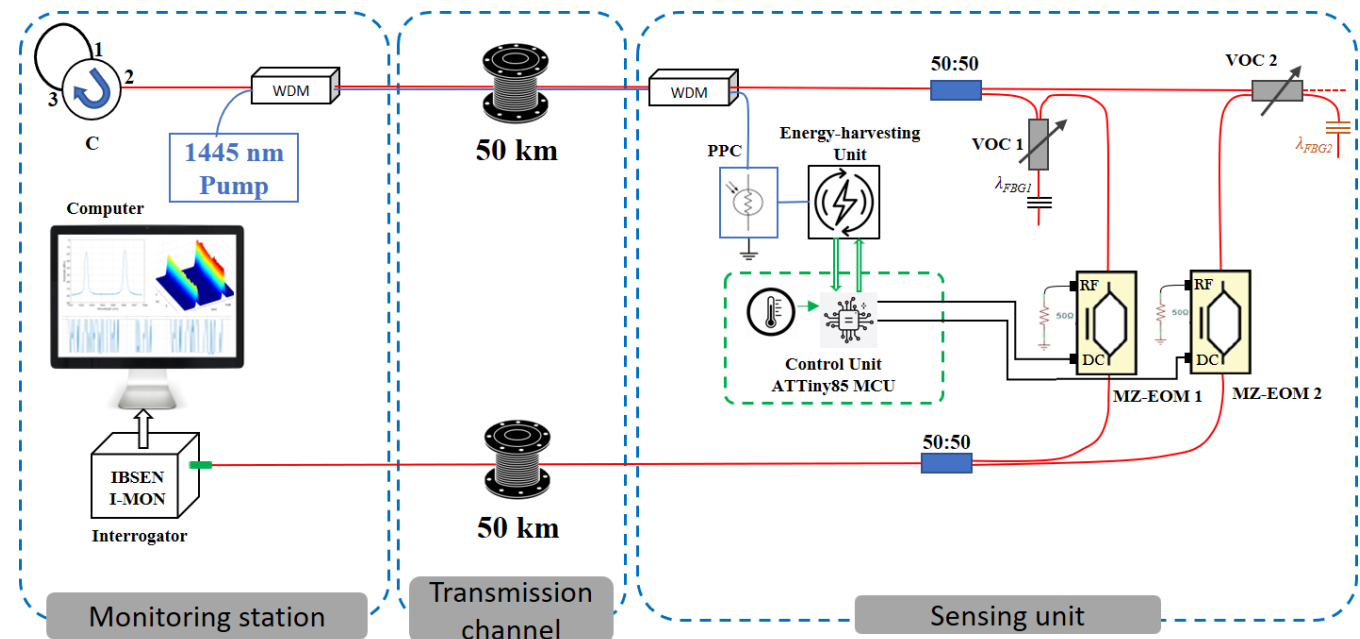 1
2
3
C
WDM
1445 nm
Pump
50 km
WDM
50:50
VOC 2
λFBG2
VOC 1
λFBG1
Energy-harvesting
Unit
PPC
Computer
IBSEN
I-MON
Interrogator
50 km
Control Unit
ATTiny85 MCU
RF
50Ω
DC
MZ-EOM 1
RF
50Ω
DC
MZ-EOM 2
50:50
Monitoring station
Transmission
channel
Sensing unit